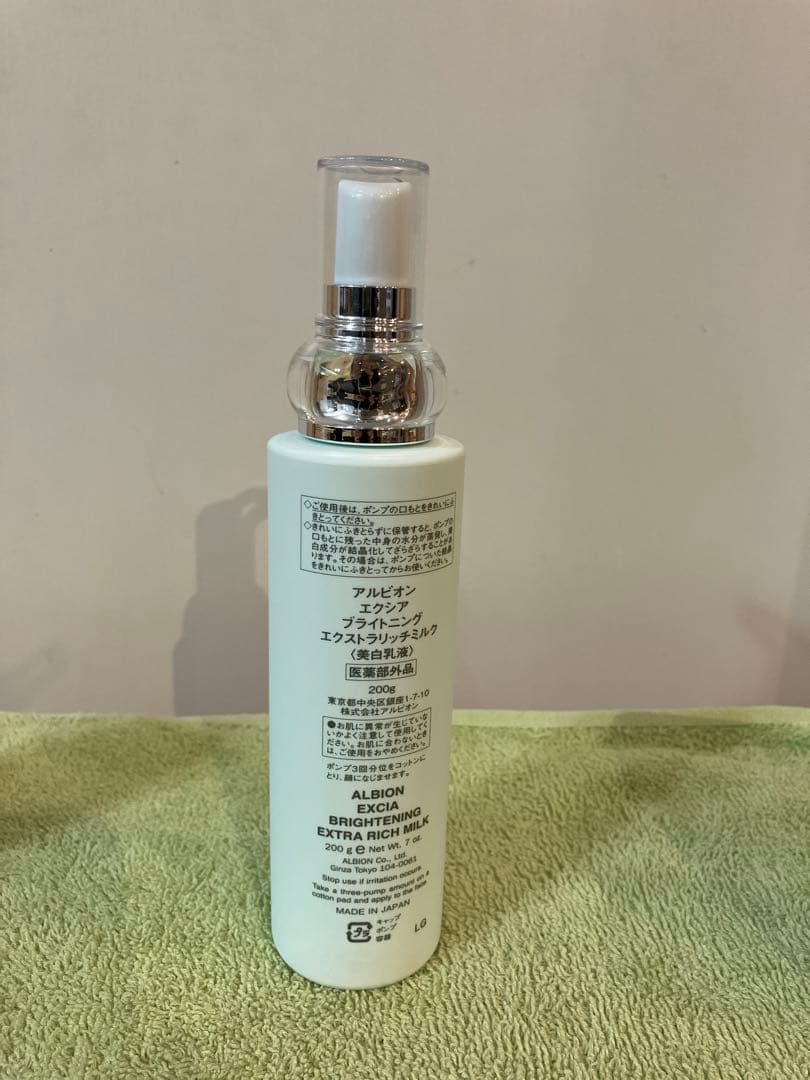 ◇ご使用後は、ポンプの口もとをきれいにふ
きとってください。
◇きれいにふきとらずに保管すると、ポンプの
口もとに残った中身の水分が蒸発し、美
白成分が結晶化してざらざらすることがあ
ります。その場合は、ポンプについた結晶
をきれいにふきとってからお使いください。
アルビオン
エクシア
ブライトニング
エクストラリッチミルク
〈美白乳液〉
医薬部外品
200g
東京都中央区銀座1-7-10
株式会社アルビオン
●お肌に異常が生じていな
いかよく注意して使用してく
ださい。お肌に合わないとき
は、ご使用をおやめください。
ポンプ3回分位をコットンに
とり、顔になじませます。
ALBION
EXCIA
BRIGHTENING
EXTRA RICH MILK
200 g e Net Wt. 7 oz.
ALBION Co., Ltd.
Ginza Tokyo 104-0061
Stop use if irritation occurs.
Take a three-pump amount on a
cotton pad and apply to the face.
MADE IN JAPAN
プラ
キャップ
ポンプ
容器
LG